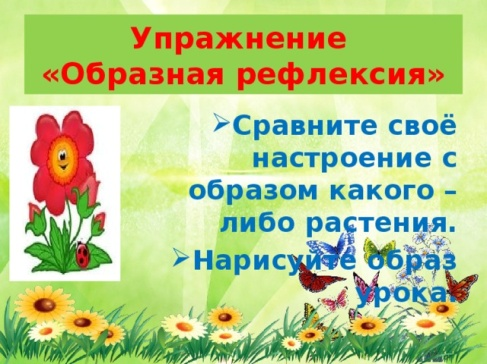 Упражнение
«Образная рефлексия»
Сравните своё
настроение с
образом какого –
либо растения.
Нарисуйте образ
урока.